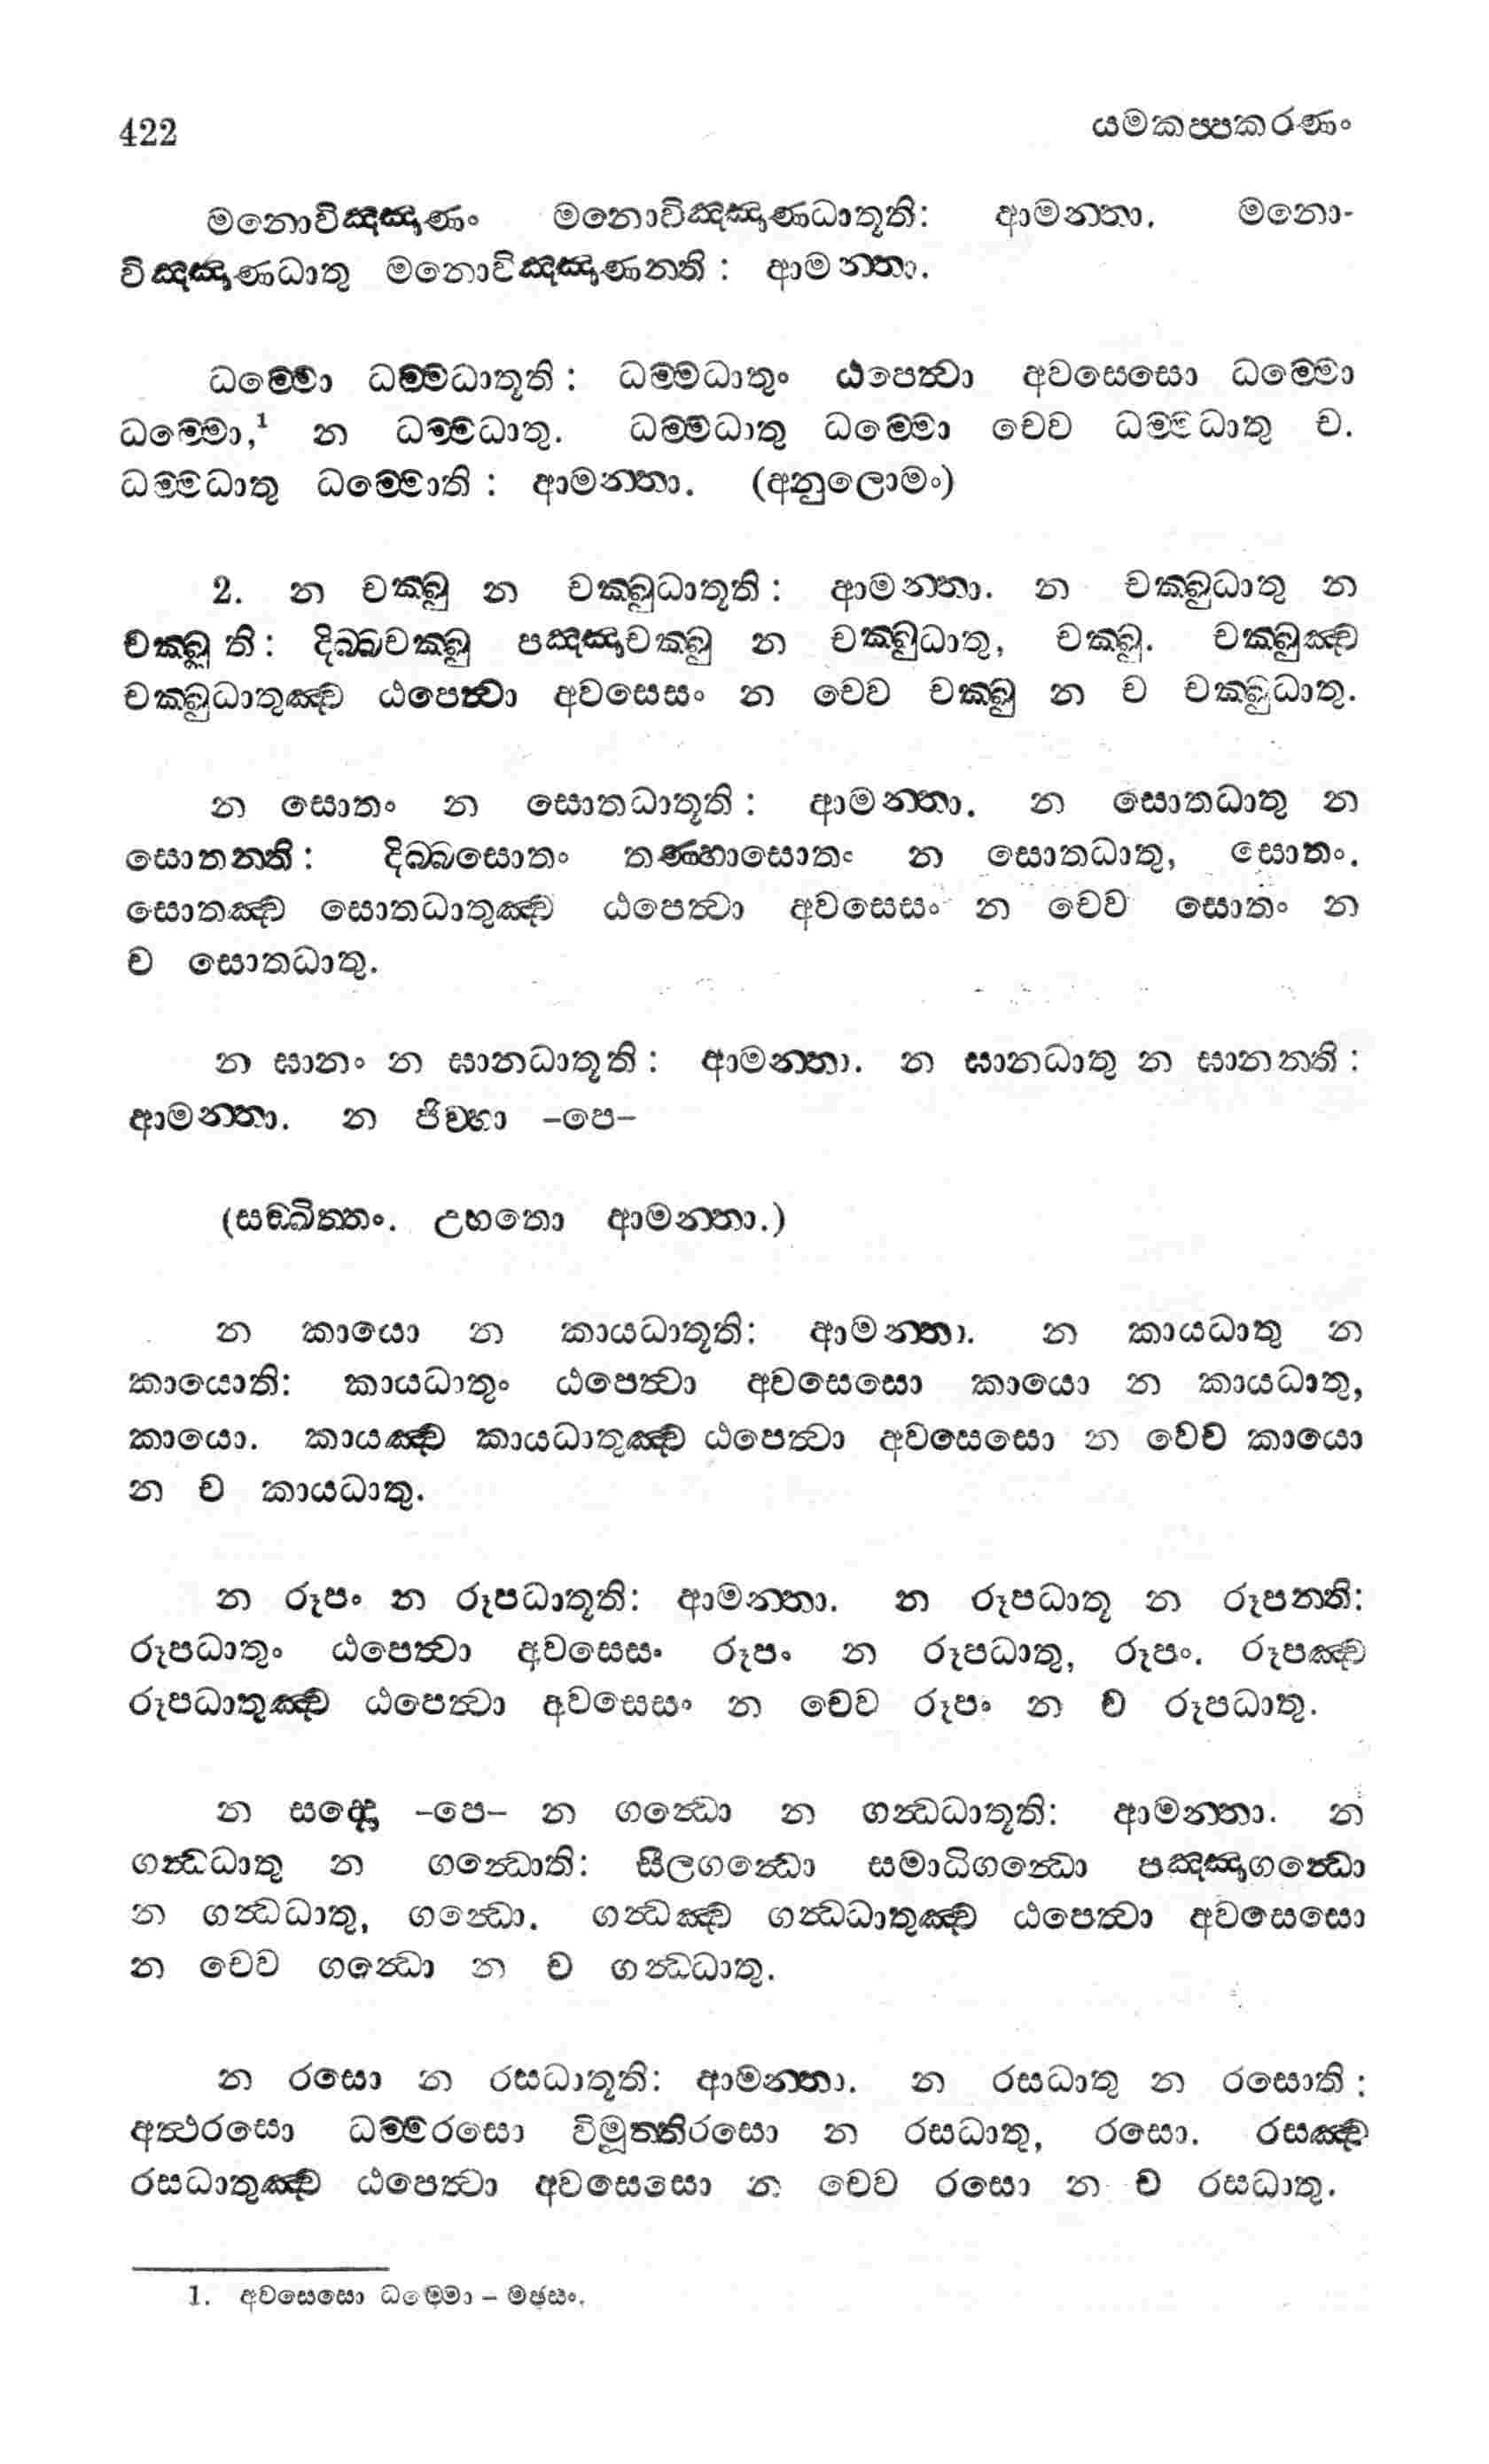 422 යමකප්පකරණං
මනොවිඤ්ඤාණං මනොවිඤ්ඤාණධාතූති: ආමන්තා. මනො-
විඤ්ඤාණධාතු මනොවිඤ්ඤාණන්ති: ආමන්තා.
ධම්මො ධම්මධාතූති: ධම්මධාතුං ඨපෙත්වා අවසෙසො ධම්මො
ධම්මො,¹ න ධම්මධාතු. ධම්මධාතු ධම්මො චෙව ධම්මධාතු ච.
ධම්මධාතු ධම්මොති: ආමන්තා. (අනුලොමං)
2. න චක්ඛු න චක්ඛුධාතූති: ආමන්තා. න චක්ඛුධාතු න
චක්ඛූති: දිබ්බචක්ඛු පඤ්ඤාචක්ඛු න චක්ඛුධාතු, චක්ඛු. චක්ඛුඤ්ච
චක්ඛුධාතුඤ්ච ඨපෙත්වා අවසෙසං න චෙව චක්ඛු න ච චක්ඛුධාතු.
න සොතං න සොතධාතූති: ආමන්තා. න සොතධාතු න
සොතන්ති: දිබ්බසොතං තණ්හාසොතං න සොතධාතු, සොතං.
සොතඤ්ච සොතධාතුඤ්ච ඨපෙත්වා අවසෙසං න චෙව සොතං න
ච සොතධාතු.
න ඝානං න ඝානධාතූති: ආමන්තා. න ඝානධාතු න ඝානන්ති:
ආමන්තා. න ජිව්හා –පෙ–
(සඞ්ඛිත්තං. උභතො ආමන්තා.)
න කායො න කායධාතූති: ආමන්තා. න කායධාතු න
කායොති: කායධාතුං ඨපෙත්වා අවසෙසො කායො න කායධාතු,
කායො. කායඤ්ච කායධාතුඤ්ච ඨපෙත්වා අවසෙසො න චෙව කායො
න ච කායධාතු.
න රූපං න රූපධාතූති: ආමන්තා. න රූපධාතූ න රූපන්ති:
රූපධාතුං ඨපෙත්වා අවසෙසං රූපං න රූපධාතු, රූපං. රූපඤ්ච
රූපධාතුඤ්ච ඨපෙත්වා අවසෙසං න චෙව රූපං න ච රූපධාතු.
න සද්දො –පෙ– න ගන්ධො න ගන්ධධාතූති: ආමන්තා. න
ගන්ධධාතු න ගන්ධොති: සීලගන්ධො සමාධිගන්ධො පඤ්ඤාගන්ධො
න ගන්ධධාතු, ගන්ධො. ගන්ධඤ්ච ගන්ධධාතුඤ්ච ඨපෙත්වා අවසෙසො
න චෙව ගන්ධො න ච ගන්ධධාතු.
න රසො න රසධාතූති: ආමන්තා. න රසධාතු න රසොති:
අත්ථරසො ධම්මරසො විමුත්තිරසො න රසධාතු, රසො. රසඤ්ච
රසධාතුඤ්ච ඨපෙත්වා අවසෙසො න චෙව රසො න ච රසධාතු.
1. අවසෙසො ධම්මො – මඡසං.